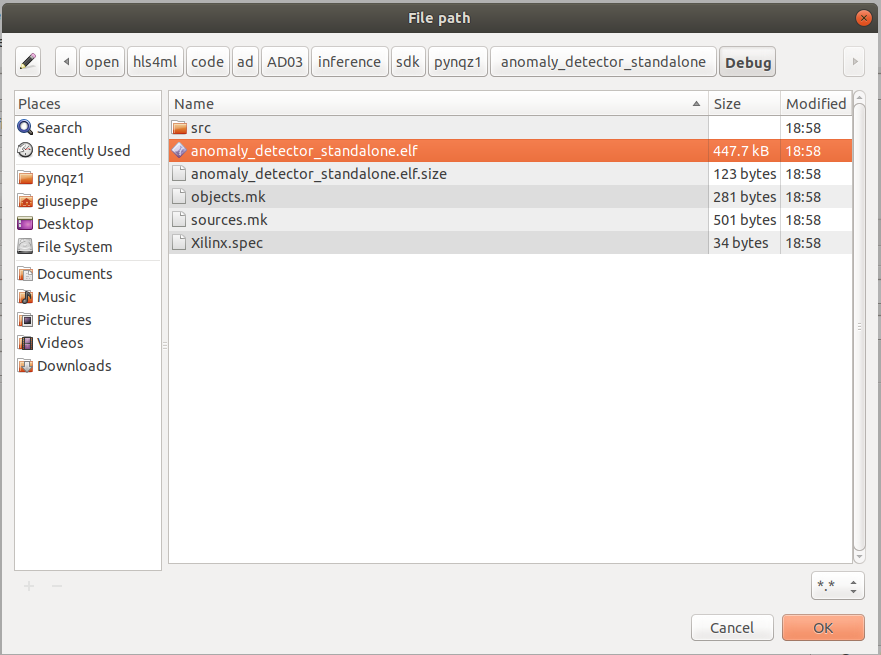 File path
open hls4ml code ad AD03 inference sdk pynqz1 anomaly_detector_standalone Debug
Places
Search
Recently Used
pynqz1
giuseppe
Desktop
File System
Documents
Music
Pictures
Videos
Downloads
Name Size Modified
src 18:58
anomaly_detector_standalone.elf 447.7 kB 18:58
anomaly_detector_standalone.elf.size 123 bytes 18:58
objects.mk 281 bytes 18:58
sources.mk 501 bytes 18:58
Xilinx.spec 34 bytes 18:58
*.*
Cancel OK